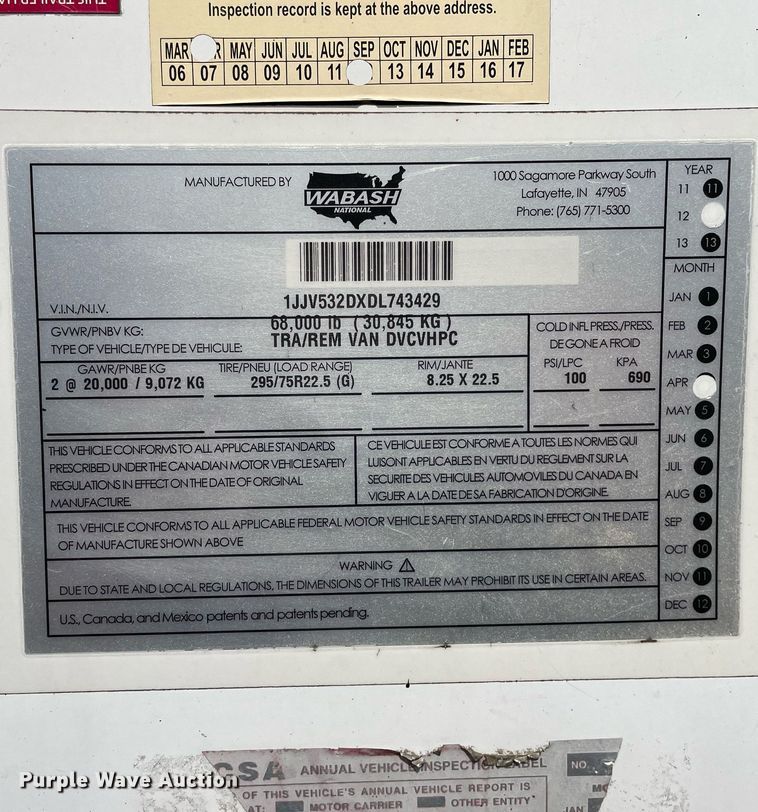 Inspection record is kept at the above address.
MAR MAY JUN JUL AUG SEP OCT NOV DEC JAN FEB
06 07 08 09 10 11 13 14 15 16 17
MANUFACTURED BY
WABASH
NATIONAL
1000 Sagamore Parkway South
Lafayette, IN 47905
Phone: (765) 771-5300
YEAR
11 11
12
13 13
MONTH
JAN 1
FEB 2
MAR 3
APR
MAY 5
JUN 6
JUL 7
AUG 8
SEP 9
OCT 10
NOV 11
DEC 12
V.I.N./N.I.V. 1JJV532DXDL743429
GVWR/PNBV KG: 68,000 lb (30,845 KG)
TYPE OF VEHICLE/TYPE DE VEHICULE: TRA/REM VAN DVCVHPC
COLD INFL PRESS./PRESS.
DE GONE A FROID
PSI/LPC KPA
100 690
GAWR/PNBE KG TIRE/PNEU (LOAD RANGE) RIM/JANTE
2 @ 20,000 / 9,072 KG 295/75R22.5 (G) 8.25 X 22.5
THIS VEHICLE CONFORMS TO ALL APPLICABLE STANDARDS
PRESCRIBED UNDER THE CANADIAN MOTOR VEHICLE SAFETY
REGULATIONS IN EFFECT ON THE DATE OF ORIGINAL
MANUFACTURE.
CE VEHICULE EST CONFORME A TOUTES LES NORMES QUI
LUI SONT APPLICABLES EN VERTU DU REGLEMENT SUR LA
SECURITE DES VEHICULES AUTOMOVILES DU CANADA EN
VIGUER A LA DATE DE SA FABRICATION D'ORIGINE.
THIS VEHICLE CONFORMS TO ALL APPLICABLE FEDERAL MOTOR VEHICLE SAFETY STANDARDS IN EFFECT ON THE DATE
OF MANUFACTURE SHOWN ABOVE
WARNING
DUE TO STATE AND LOCAL REGULATIONS, THE DIMENSIONS OF THIS TRAILER MAY PROHIBIT ITS USE IN CERTAIN AREAS.
U.S., Canada, and Mexico patents and patents pending.
CSA ANNUAL VEHICLE INSPECTION LABEL NO.
OF THIS VEHICLE'S ANNUAL VEHICLE REPORT IS
AT: MOTOR CARRIER OTHER ENTITY
JAN
Purple Wave Auction